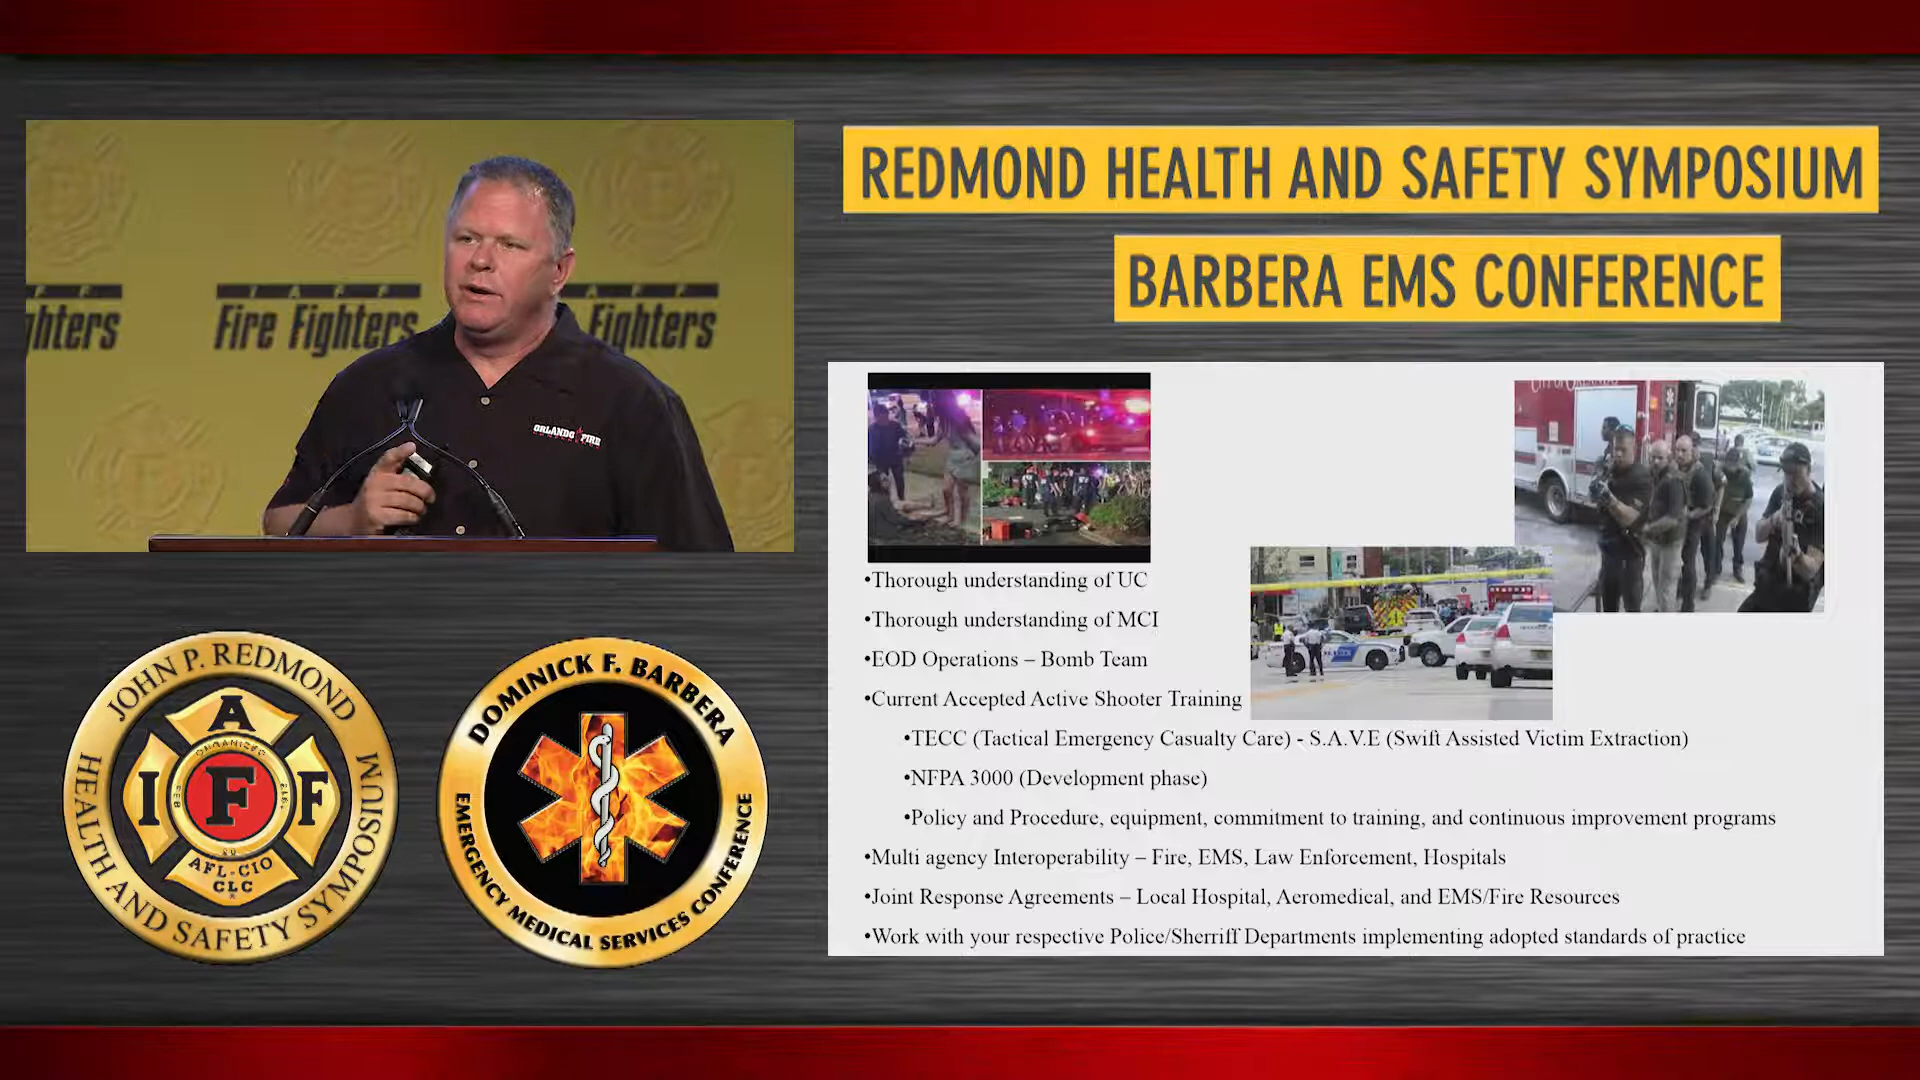 REDMOND HEALTH AND SAFETY SYMPOSIUM
BARBERA EMS CONFERENCE
IAFF
Fire Fighters
ghters
Fighters
ORLANDO FIRE
•Thorough understanding of UC
•Thorough understanding of MCI
•EOD Operations – Bomb Team
•Current Accepted Active Shooter Training
•TECC (Tactical Emergency Casualty Care) - S.A.V.E (Swift Assisted Victim Extraction)
•NFPA 3000 (Development phase)
•Policy and Procedure, equipment, commitment to training, and continuous improvement programs
•Multi agency Interoperability – Fire, EMS, Law Enforcement, Hospitals
•Joint Response Agreements – Local Hospital, Aeromedical, and EMS/Fire Resources
•Work with your respective Police/Sherriff Departments implementing adopted standards of practice
JOHN P. REDMOND
HEALTH AND SAFETY SYMPOSIUM
I A F F
ORGANIZED
F
AFL-CIO
CLC
DOMINICK F. BARBERA
EMERGENCY MEDICAL SERVICES CONFERENCE